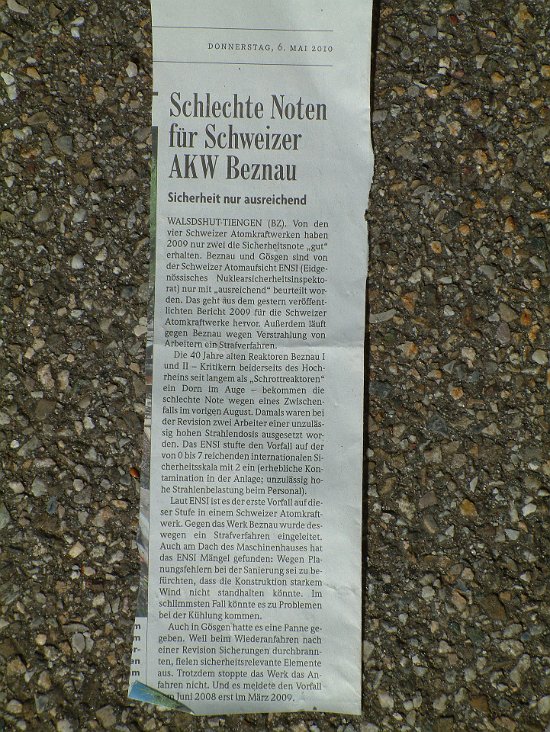 DONNERSTAG, 6. MAI 2010
Schlechte Noten
für Schweizer
AKW Beznau
Sicherheit nur ausreichend
WALSDSHUT-TIENGEN (BZ). Von den
vier Schweizer Atomkraftwerken haben
2009 nur zwei die Sicherheitsnote „gut“
erhalten. Beznau und Gösgen sind von
der Schweizer Atomaufsicht ENSI (Eidge-
nössisches Nuklearsicherheitsinspekto-
rat) nur mit „ausreichend“ beurteilt wor-
den. Das geht aus dem gestern veröffent-
lichten Bericht 2009 für die Schweizer
Atomkraftwerke hervor. Außerdem läuft
gegen Beznau wegen Verstrahlung von
Arbeitern ein Strafverfahren.
Die 40 Jahre alten Reaktoren Beznau I
und II – Kritikern beiderseits des Hoch-
rheins seit langem als „Schrottreaktoren“
ein Dorn im Auge – bekommen die
schlechte Note wegen eines Zwischen-
falls im vorigen August. Damals waren bei
der Revision zwei Arbeiter einer unzuläs-
sig hohen Strahlendosis ausgesetzt wor-
den. Das ENSI stufte den Vorfall auf der
von 0 bis 7 reichenden internationalen Si-
cherheitsskala mit 2 ein (erhebliche Kon-
tamination in der Anlage; unzulässig ho-
he Strahlenbelastung beim Personal).
Laut ENSI ist es der erste Vorfall auf die-
ser Stufe in einem Schweizer Atomkraft-
werk. Gegen das Werk Beznau wurde des-
wegen ein Strafverfahren eingeleitet.
Auch am Dach des Maschinenhauses hat
das ENSI Mängel gefunden: Wegen Pla-
nungsfehlern bei der Sanierung sei zu be-
fürchten, dass die Konstruktion starkem
Wind nicht standhalten könnte. Im
schlimmsten Fall könnte es zu Problemen
bei der Kühlung kommen.
Auch in Gösgen hatte es eine Panne ge-
geben. Weil beim Wiederanfahren nach
einer Revision Sicherungen durchbrann-
ten, fielen sicherheitsrelevante Elemente
aus. Trotzdem stoppte das Werk das An-
fahren nicht. Und es meldete den Vorfall
vom Juni 2008 erst im März 2009.